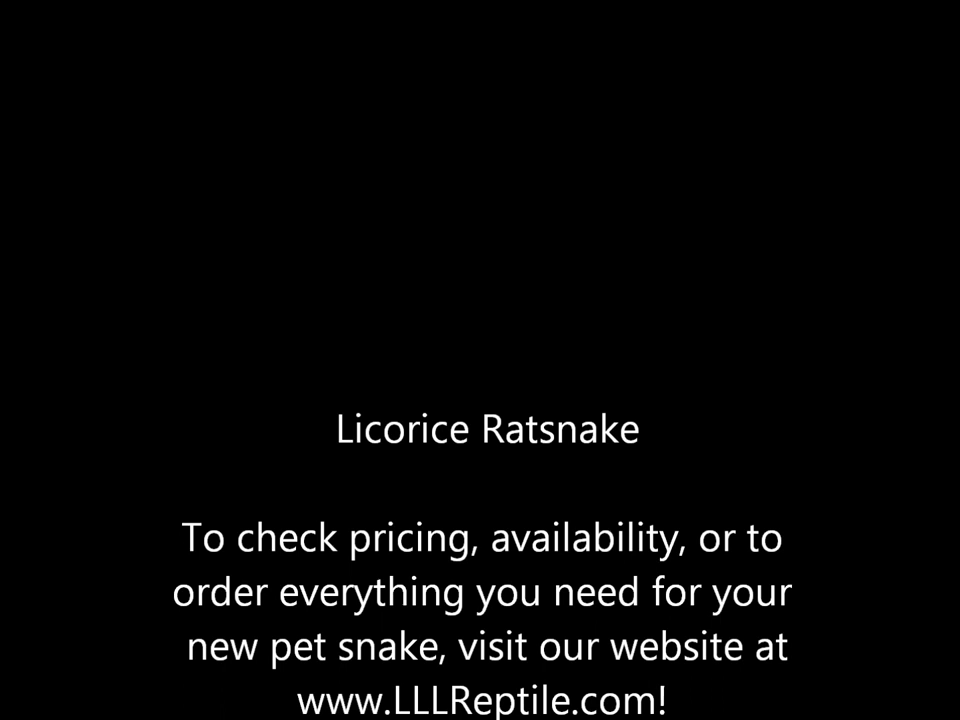 Licorice Ratsnake
To check pricing, availability, or to
order everything you need for your
new pet snake, visit our website at
www.LLLReptile.com!